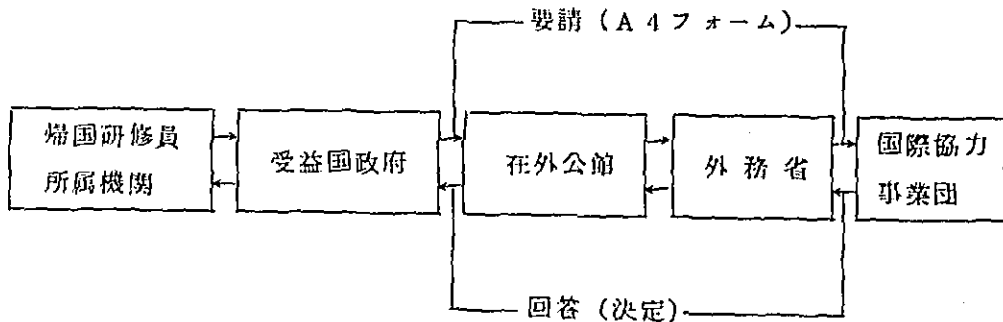 要請（A4フォーム）
帰国研修員
所属機関
受益国政府
在外公館
外務省
国際協力
事業団
回答（決定）